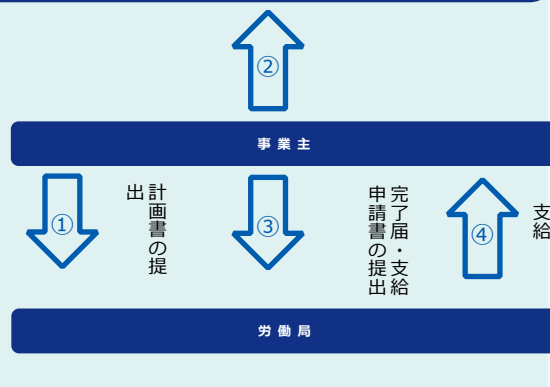 ②
事業主
①
計画書の提
出
③
完了届・支給
申請書の提出
④
支給
労働局